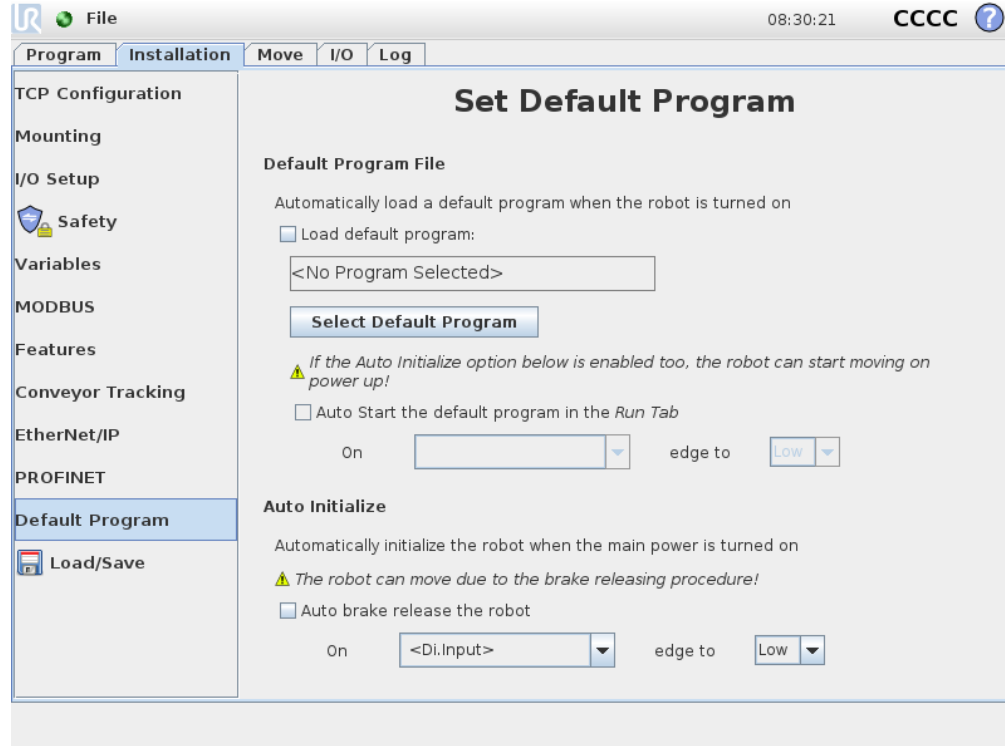 UR File 08:30:21 CCCC ?
Program Installation Move I/O Log
TCP Configuration
Mounting
I/O Setup
Safety
Variables
MODBUS
Features
Conveyor Tracking
EtherNet/IP
PROFINET
Default Program
Load/Save
Set Default Program
Default Program File
Automatically load a default program when the robot is turned on
Load default program:
<No Program Selected>
Select Default Program
If the Auto Initialize option below is enabled too, the robot can start moving on
power up!
Auto Start the default program in the Run Tab
On edge to Low
Auto Initialize
Automatically initialize the robot when the main power is turned on
The robot can move due to the brake releasing procedure!
Auto brake release the robot
On <Di.Input> edge to Low